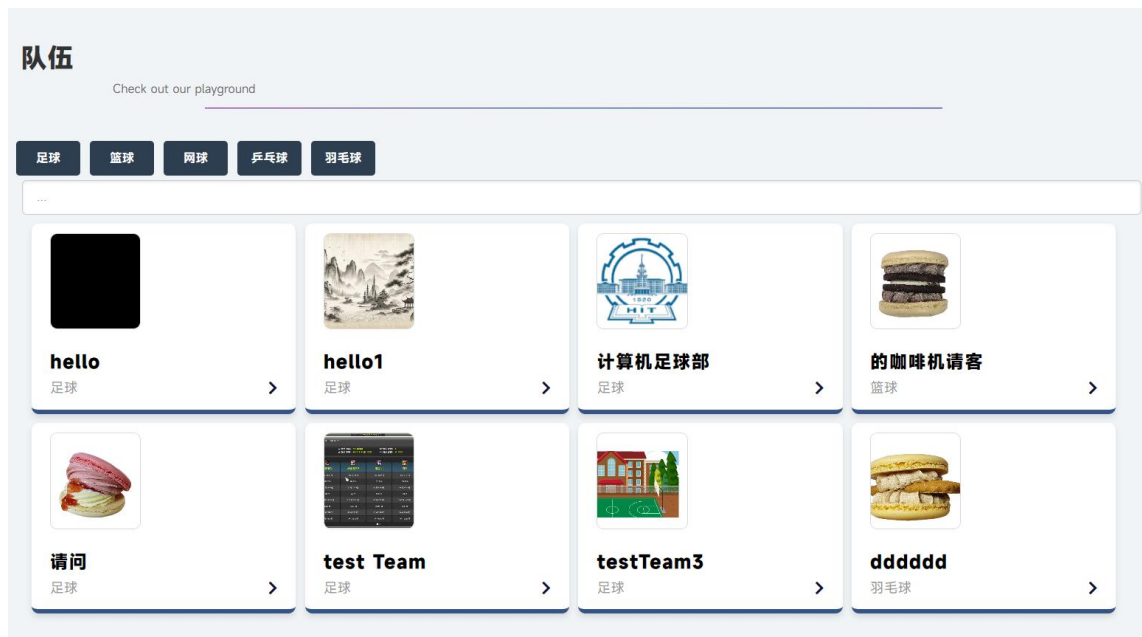 队伍
Check out our playground
足球 篮球 网球 乒乓球 羽毛球
...
1920
HIT
hello
足球
hello1
足球
计算机足球部
足球
的咖啡机请客
篮球
请问
足球
test Team
足球
testTeam3
足球
dddddd
羽毛球